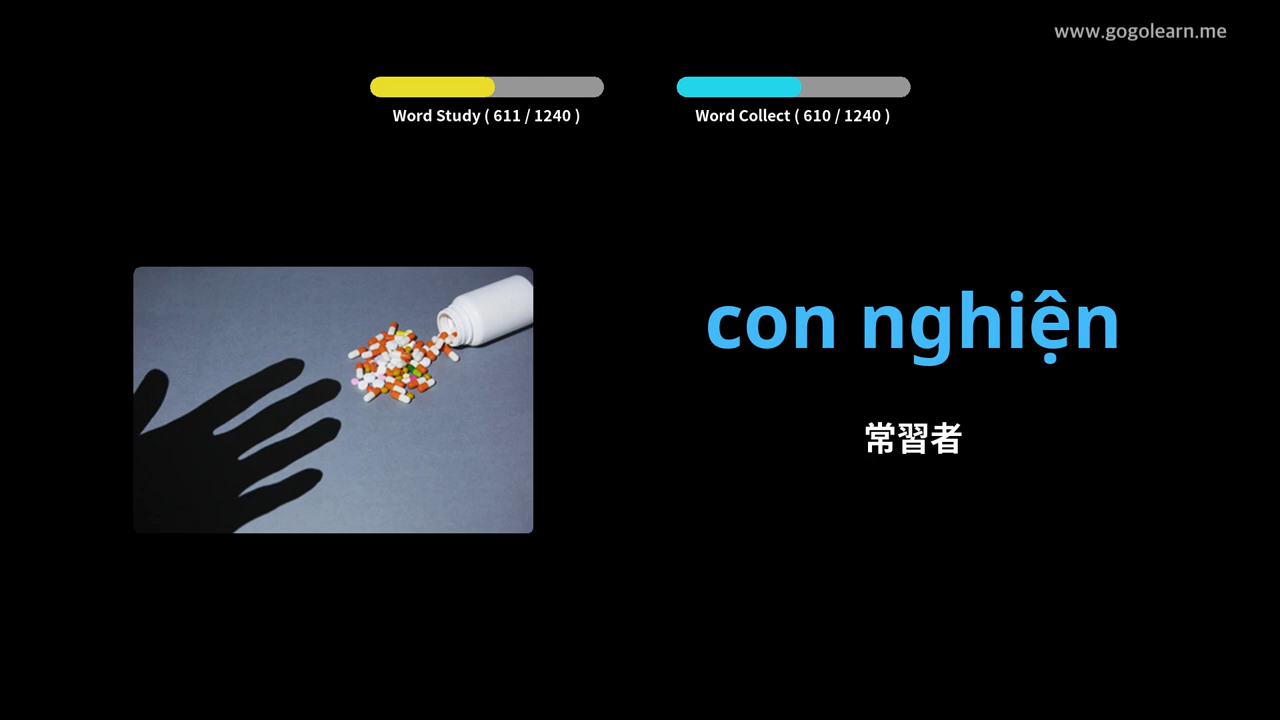 www.gogolearn.me
Word Study ( 611 / 1240 )
Word Collect ( 610 / 1240 )
con nghiện
常習者